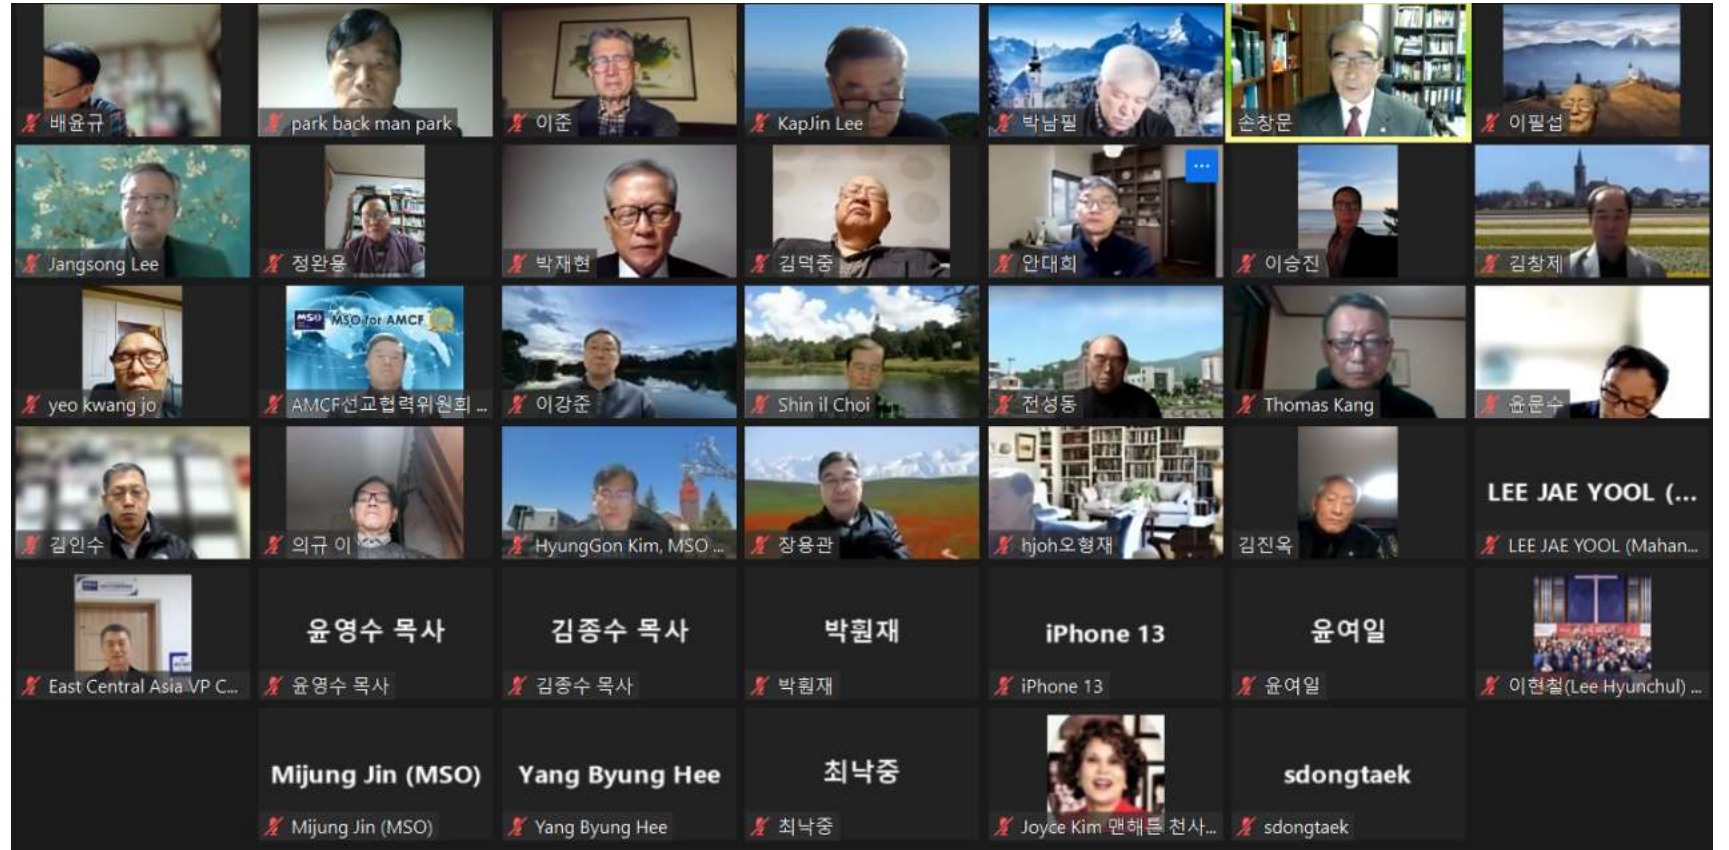 배윤규
park back man park
이준
KapJin Lee
박남필
손창문
이필섭
Jangsong Lee
정완용
박재현
김덕중
안대희
이승진
김창제
yeo kwang jo
MSO
MSO for AMCF
AMCF선교협력위원회 ...
이강준
Shin il Choi
전성동
Thomas Kang
윤문수
김인수
의규 이
HyungGon Kim, MSO ...
장용관
hjoh오형재
김진옥
LEE JAE YOOL (...
LEE JAE YOOL (Mahan...
East Central Asia VP C...
윤영수 목사
윤영수 목사
김종수 목사
김종수 목사
박훤재
박훤재
iPhone 13
iPhone 13
윤여일
윤여일
이현철(Lee Hyunchul) ...
Mijung Jin (MSO)
Mijung Jin (MSO)
Yang Byung Hee
Yang Byung Hee
최낙중
최낙중
Joyce Kim 맨해튼 천사...
sdongtaek
sdongtaek